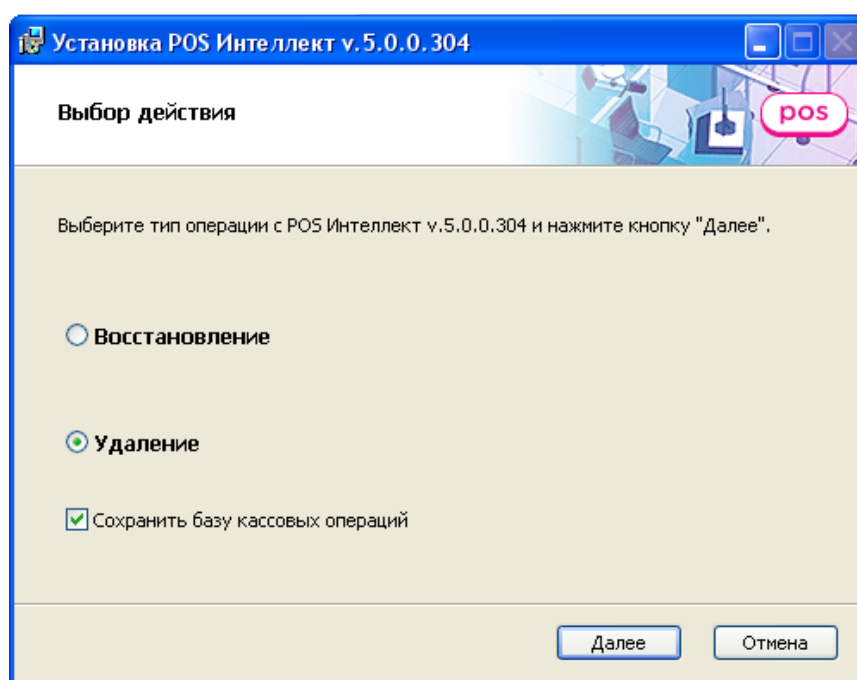 Установка POS Интеллект v.5.0.0.304
Выбор действия
pos
Выберите тип операции с POS Интеллект v.5.0.0.304 и нажмите кнопку "Далее".
Восстановление
Удаление
Сохранить базу кассовых операций
Далее
Отмена